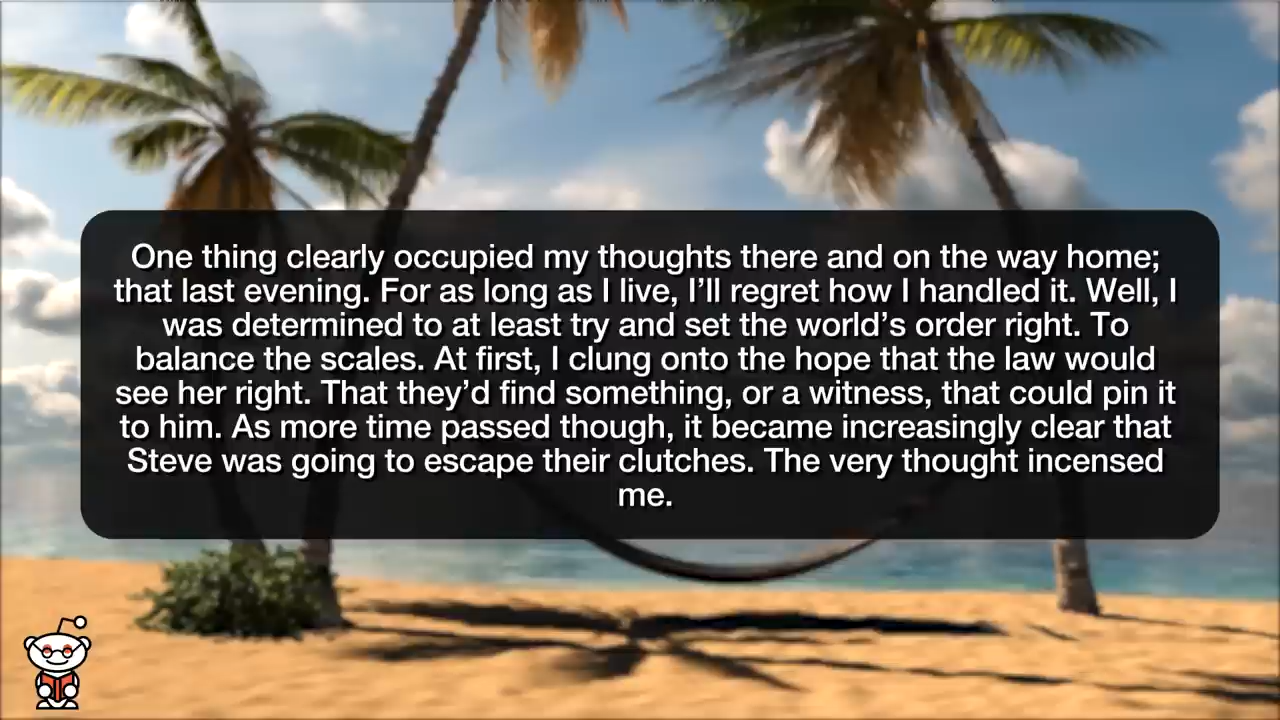 One thing clearly occupied my thoughts there and on the way home;
that last evening. For as long as I live, I’ll regret how I handled it. Well, I
was determined to at least try and set the world’s order right. To
balance the scales. At first, I clung onto the hope that the law would
see her right. That they’d find something, or a witness, that could pin it
to him. As more time passed though, it became increasingly clear that
Steve was going to escape their clutches. The very thought incensed
me.